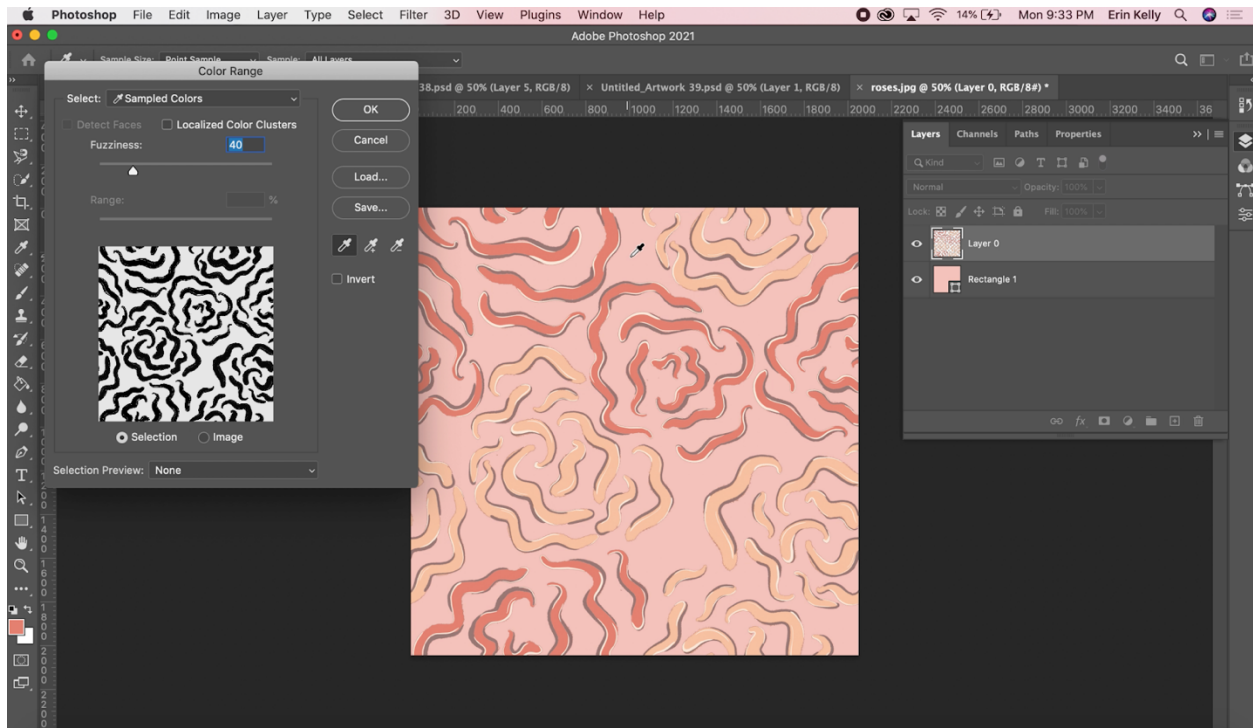 Photoshop File Edit Image Layer Type Select Filter 3D View Plugins Window Help 14% Mon 9:33 PM Erin Kelly
Adobe Photoshop 2021
Sample Size: Point Sample Sample: All Layers
Color Range
38.psd @ 50% (Layer 5, RGB/8) × Untitled_Artwork 39.psd @ 50% (Layer 1, RGB/8) × roses.jpg @ 50% (Layer 0, RGB/8#) *
200 400 600 800 1000 1200 1400 1600 1800 2000 2200 2400 2600 2800 3000 3200 3400 36
Select: Sampled Colors
OK
Detect Faces Localized Color Clusters
Fuzziness: 40
Cancel
Range: %
Load...
Save...
Invert
Selection Image
Selection Preview: None
Layers Channels Paths Properties
Kind
Normal Opacity: 100%
Lock: Fill: 100%
Layer 0
Rectangle 1
fx